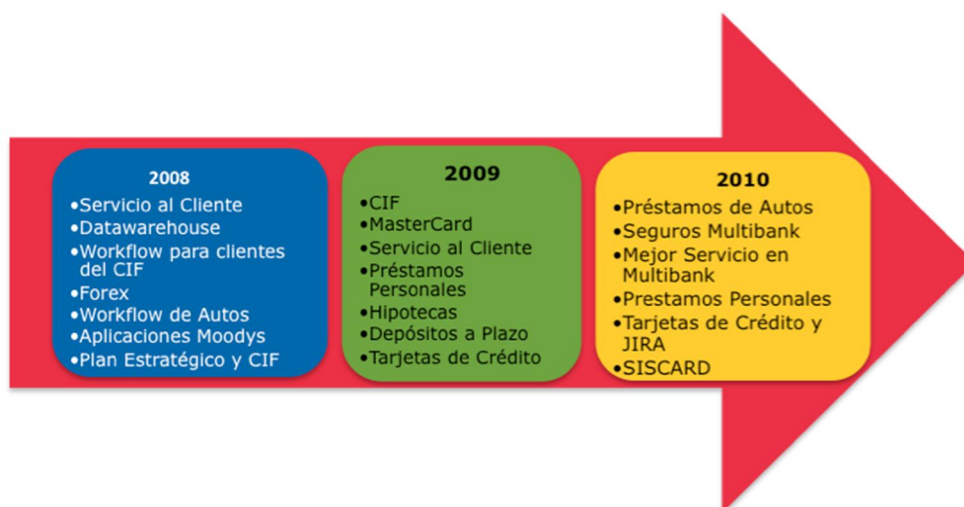 2008
•Servicio al Cliente
•Datawarehouse
•Workflow para clientes
del CIF
•Forex
•Workflow de Autos
•Aplicaciones Moodys
•Plan Estratégico y CIF
2009
•CIF
•MasterCard
•Servicio al Cliente
•Préstamos
Personales
•Hipotecas
•Depósitos a Plazo
•Tarjetas de Crédito
2010
•Préstamos de Autos
•Seguros Multibank
•Mejor Servicio en
Multibank
•Prestamos Personales
•Tarjetas de Crédito y
JIRA
•SISCARD